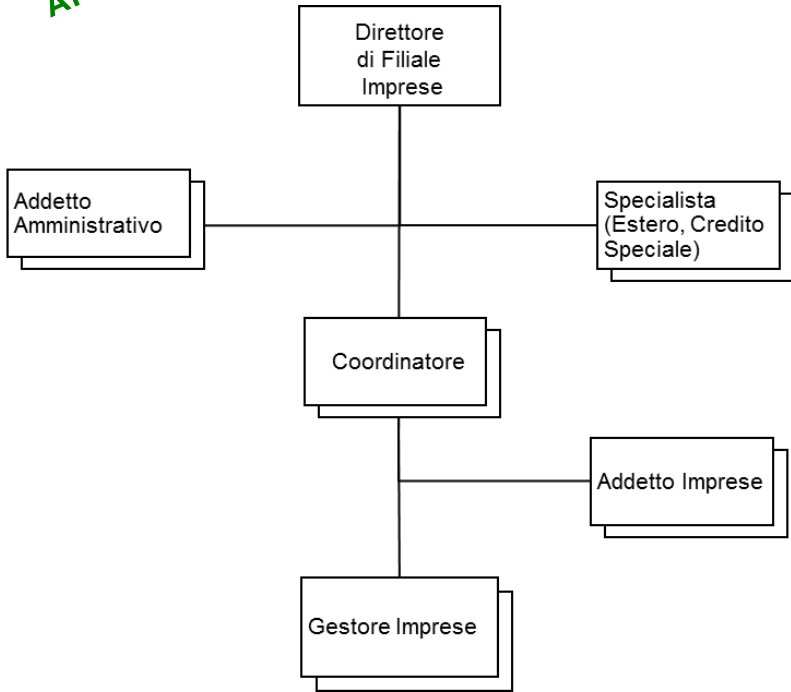 Direttore
di Filiale
Imprese
Addetto
Amministrativo
Specialista
(Estero, Credito
Speciale)
Coordinatore
Addetto Imprese
Gestore Imprese